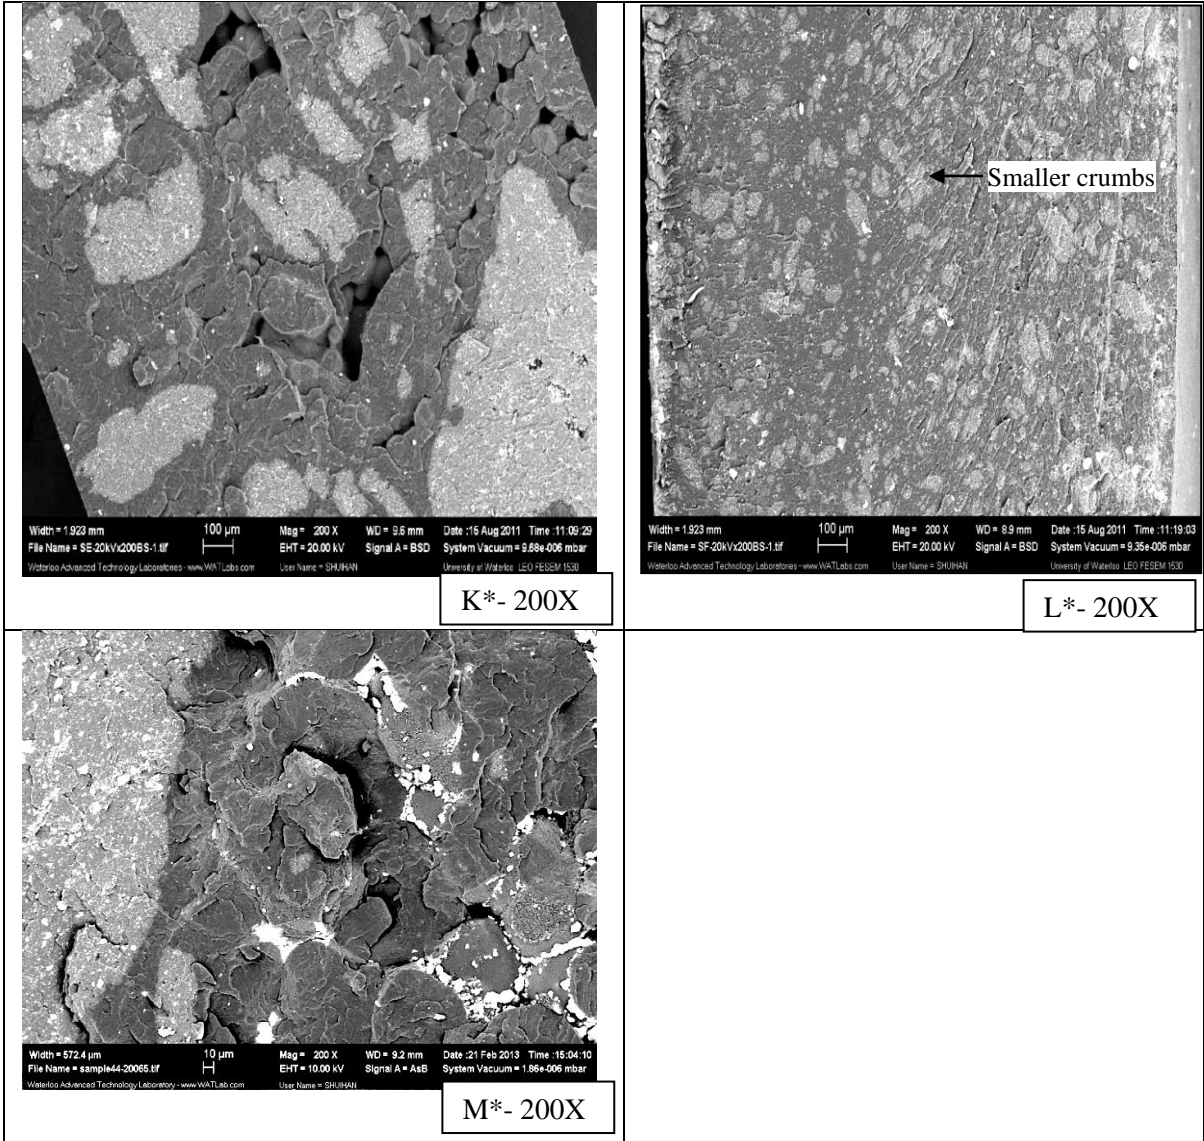 Smaller crumbs
Width = 1.923 mm
100 µm
Mag = 200 X
WD = 9.6 mm
Date :15 Aug 2011
Time :11:09:29
File Name = SE-20kVx200BS-1.tif
EHT = 20.00 kV
Signal A = BSD
System Vacuum = 9.68e-006 mbar
Waterloo Advanced Technology Laboratories - www.WATLabs.com
User Name = SHUIHAN
University of Waterloo LEO FESEM 1530
K*- 200X
Width = 1.923 mm
100 µm
Mag = 200 X
WD = 8.9 mm
Date :15 Aug 2011
Time :11:19:03
File Name = SF-20kVx200BS-1.tif
EHT = 20.00 kV
Signal A = BSD
System Vacuum = 9.35e-006 mbar
Waterloo Advanced Technology Laboratories - www.WATLabs.com
User Name = SHUIHAN
University of Waterloo LEO FESEM 1530
L*- 200X
Width = 572.4 µm
10 µm
Mag = 200 X
WD = 9.2 mm
Date :21 Feb 2013
Time :15:04:10
File Name = sample44-20065.tif
EHT = 10.00 kV
Signal A = AsB
System Vacuum = 1.86e-006 mbar
Waterloo Advanced Technology Laboratory - www.WATLab.com
User Name = SHUIHAN
M*- 200X